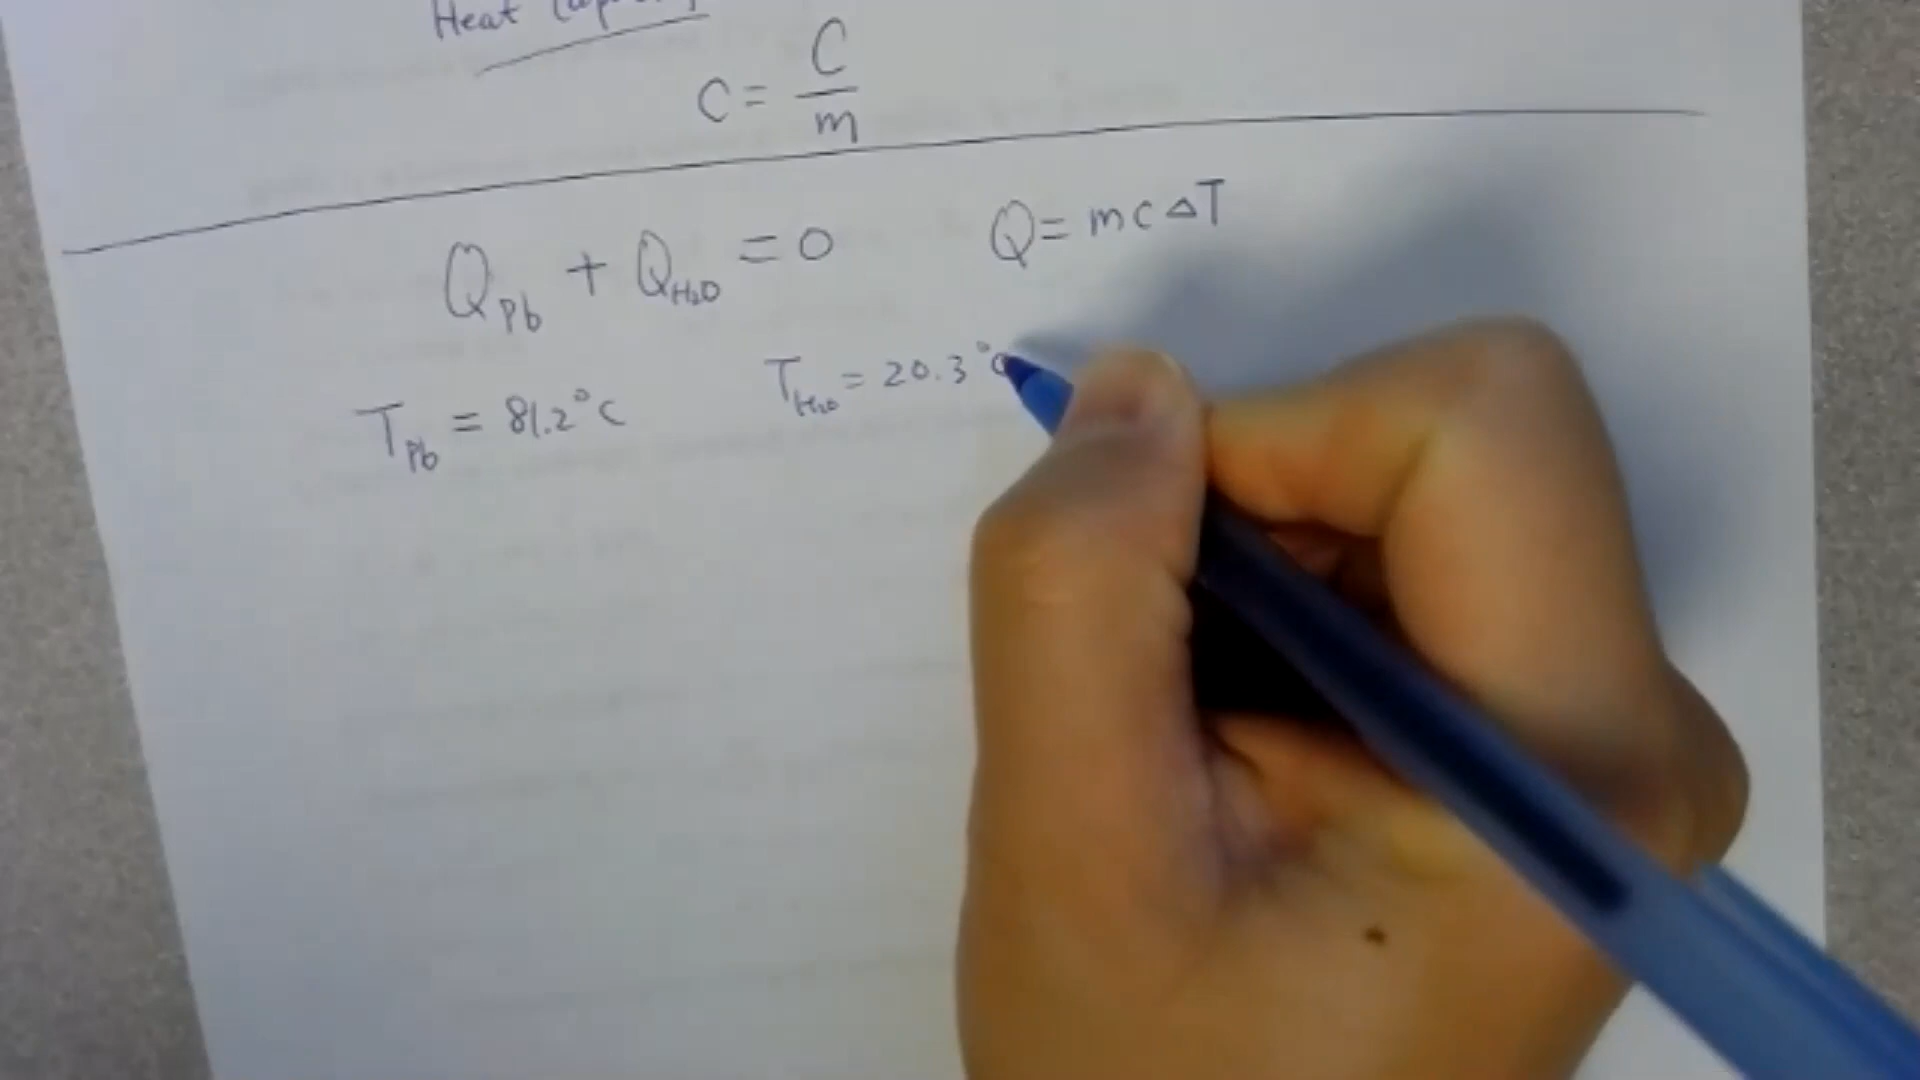 Heat
c = C/m
Q_Pb + Q_H₂O = 0
Q = mcΔT
T_Pb = 81.2°C
T_H₂O = 20.3°C